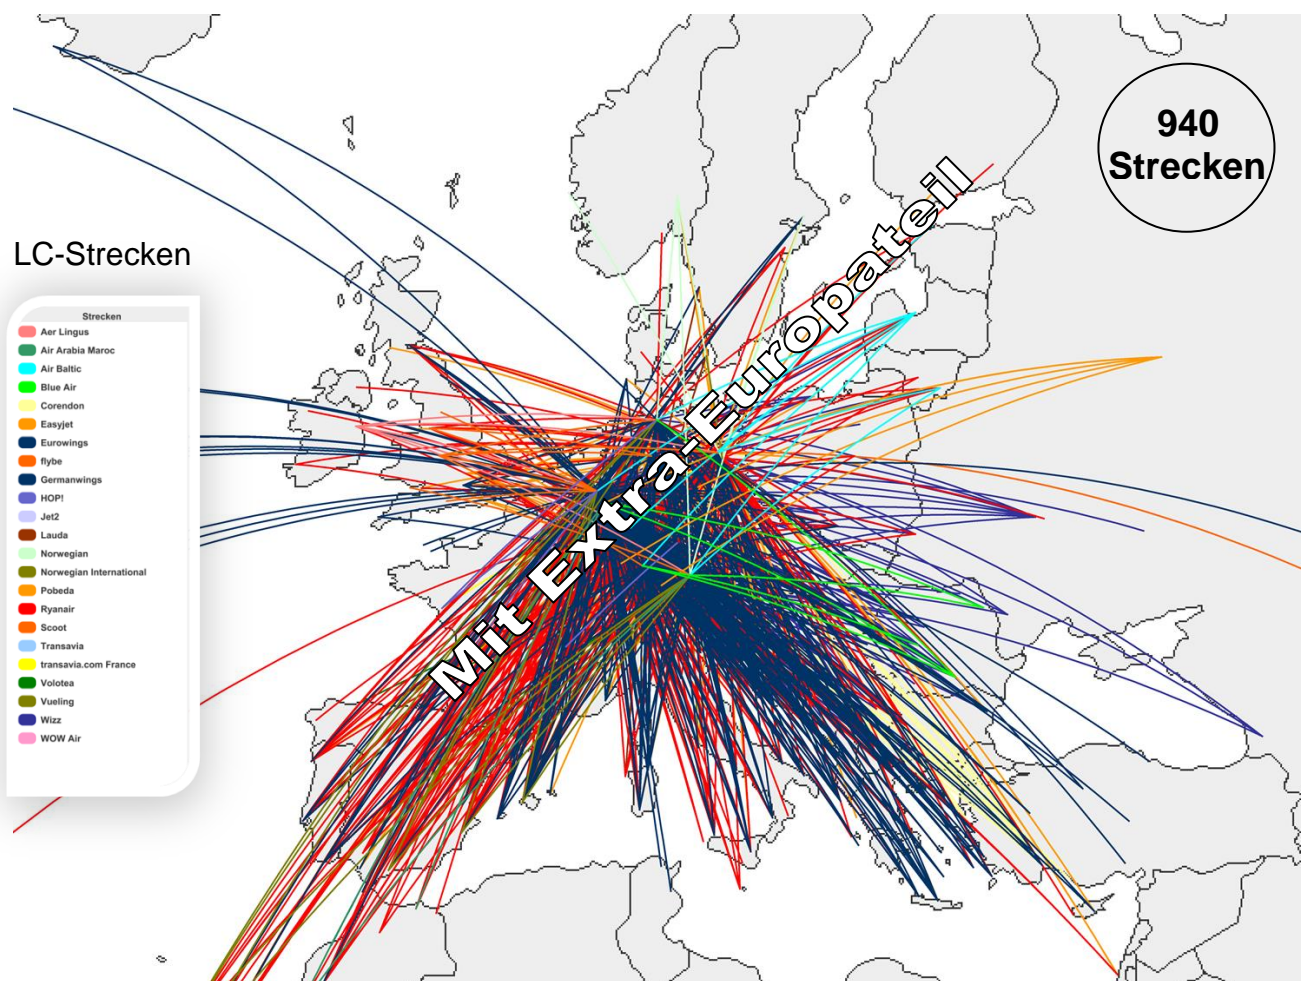 940
Strecken
Mit Extra-Europateil
LC-Strecken
Strecken
Aer Lingus
Air Arabia Maroc
Air Baltic
Blue Air
Corendon
Easyjet
Eurowings
flybe
Germanwings
HOP!
Jet2
Lauda
Norwegian
Norwegian International
Pobeda
Ryanair
Scoot
Transavia
transavia.com France
Volotea
Vueling
Wizz
WOW Air